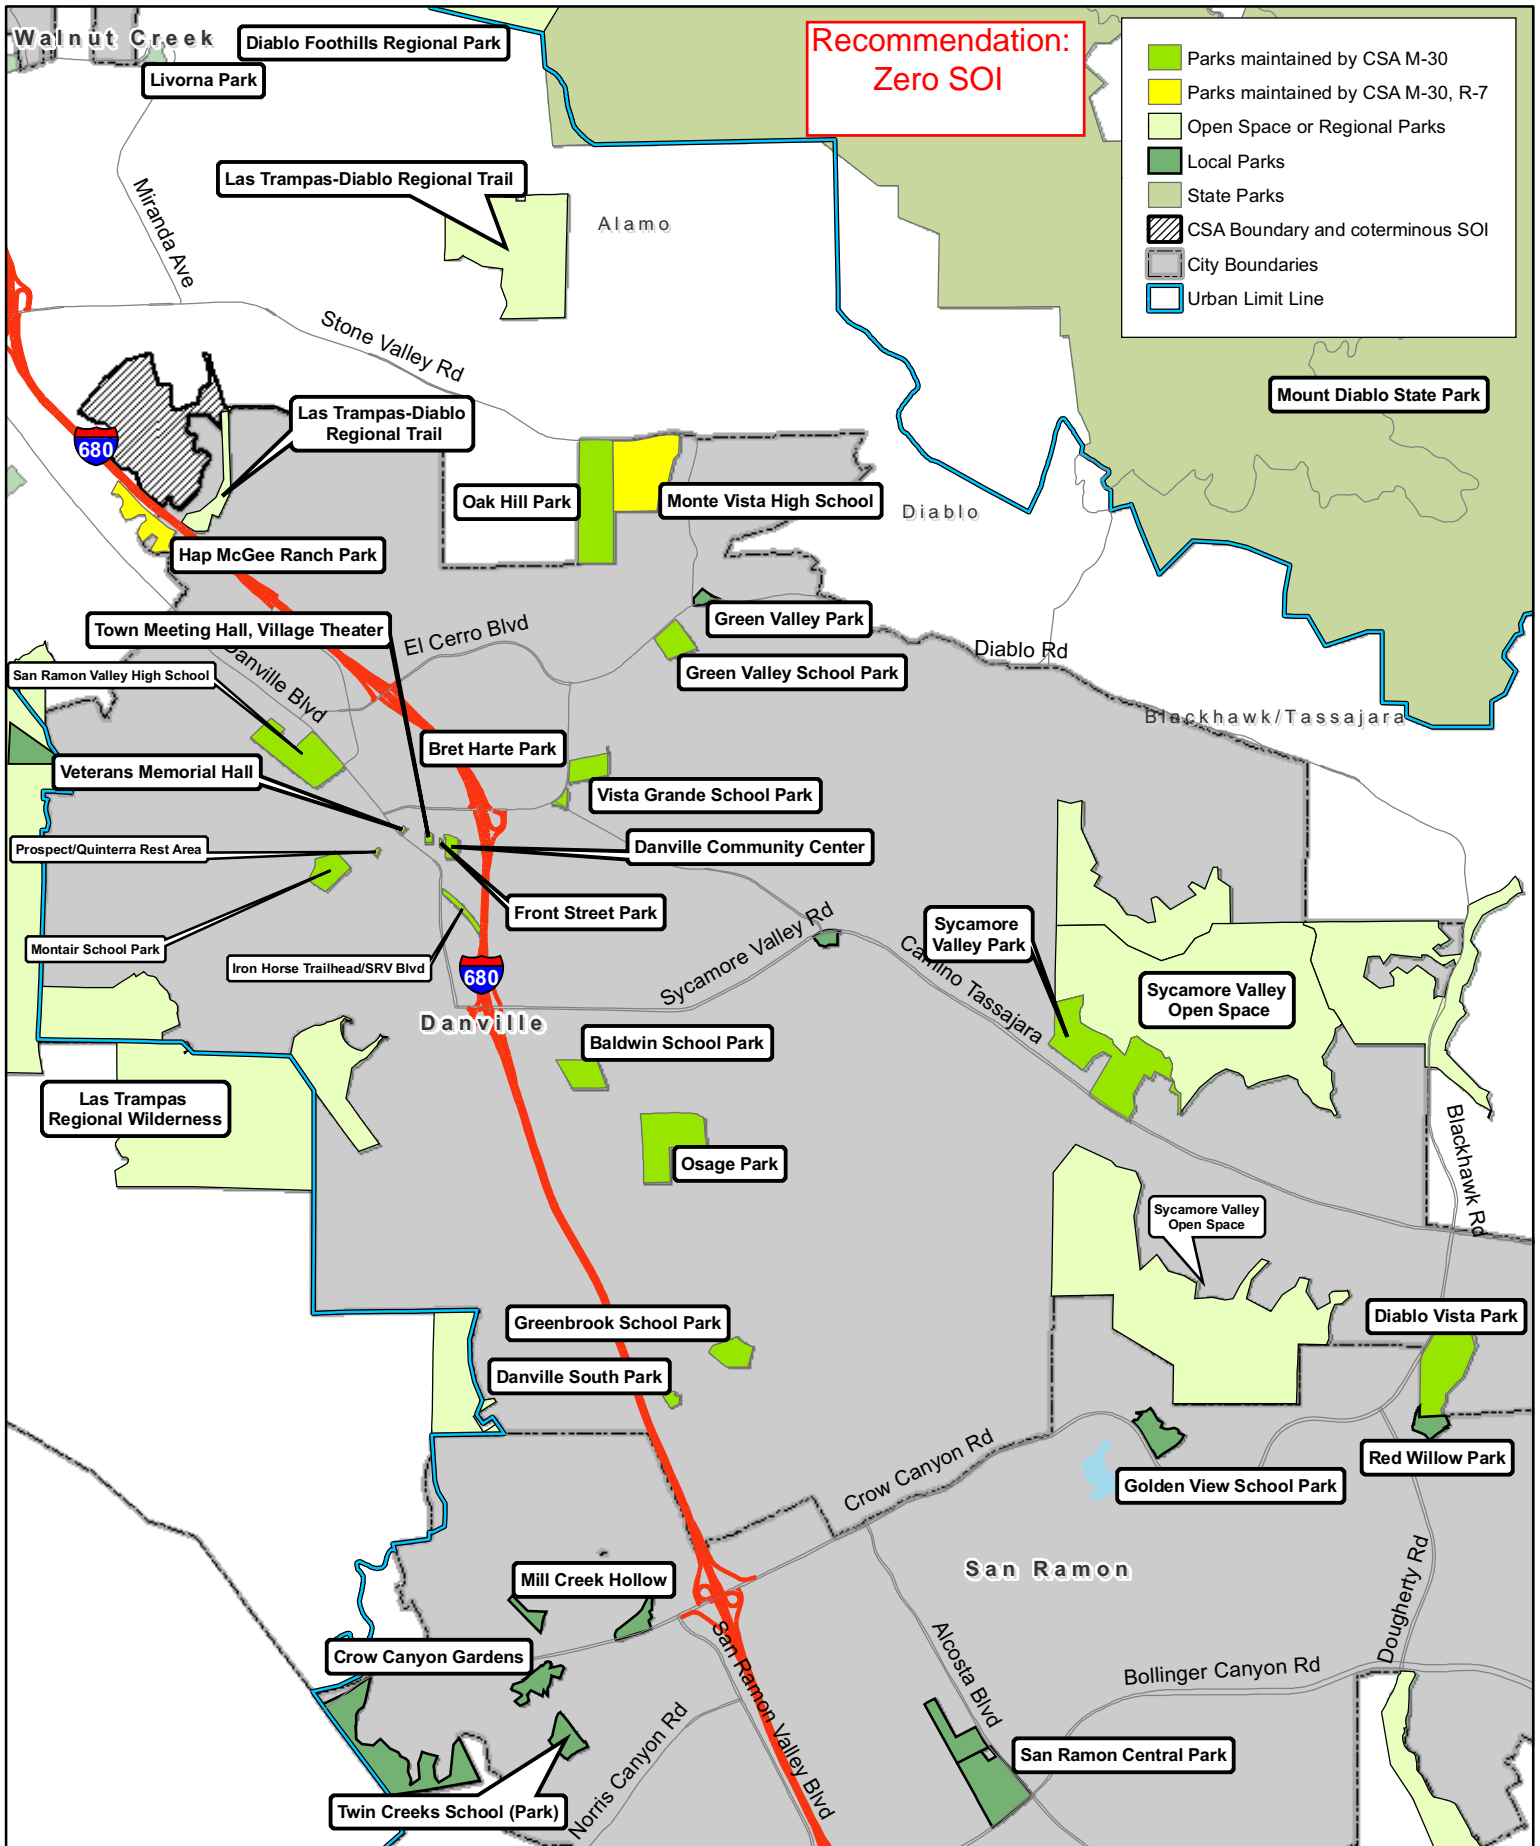 Walnut Creek
Diablo Foothills Regional Park
Livorna Park
Recommendation:
Zero SOI
Parks maintained by CSA M-30
Parks maintained by CSA M-30, R-7
Open Space or Regional Parks
Local Parks
State Parks
CSA Boundary and coterminous SOI
City Boundaries
Urban Limit Line
Las Trampas-Diablo Regional Trail
Miranda Ave
Alamo
Stone Valley Rd
Mount Diablo State Park
Las Trampas-Diablo
Regional Trail
680
Oak Hill Park
Monte Vista High School
Diablo
Hap McGee Ranch Park
Green Valley Park
Town Meeting Hall, Village Theater
El Cerro Blvd
Diablo Rd
San Ramon Valley High School
Danville Blvd
Green Valley School Park
Blackhawk/Tassajara
Bret Harte Park
Veterans Memorial Hall
Vista Grande School Park
Prospect/Quinterra Rest Area
Danville Community Center
Front Street Park
Montair School Park
Iron Horse Trailhead/SRV Blvd
680
Sycamore Valley Rd
Sycamore
Valley Park
Camino Tassajara
Sycamore Valley
Open Space
Danville
Baldwin School Park
Las Trampas
Regional Wilderness
Osage Park
Blackhawk Rd
Sycamore Valley
Open Space
Greenbrook School Park
Diablo Vista Park
Danville South Park
Crow Canyon Rd
Red Willow Park
Golden View School Park
Mill Creek Hollow
San Ramon
Dougherty Rd
Crow Canyon Gardens
San Ramon Valley Blvd
Alcosta Blvd
Bollinger Canyon Rd
Norris Canyon Rd
San Ramon Central Park
Twin Creeks School (Park)